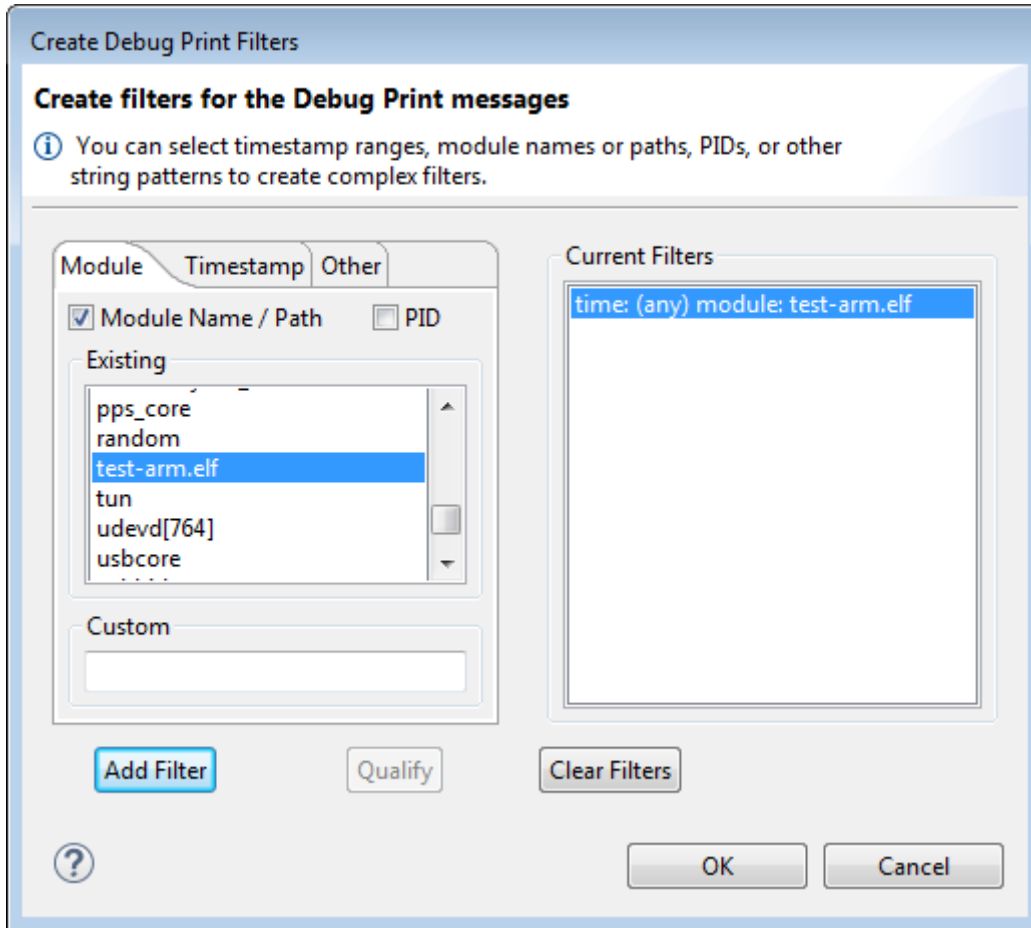 Create Debug Print Filters
Create filters for the Debug Print messages
You can select timestamp ranges, module names or paths, PIDs, or other
string patterns to create complex filters.
Module Timestamp Other
Module Name / Path PID
Existing
pps_core
random
test-arm.elf
tun
udevd[764]
usbcore
Custom
Current Filters
time: (any) module: test-arm.elf
Add Filter Qualify Clear Filters
OK Cancel